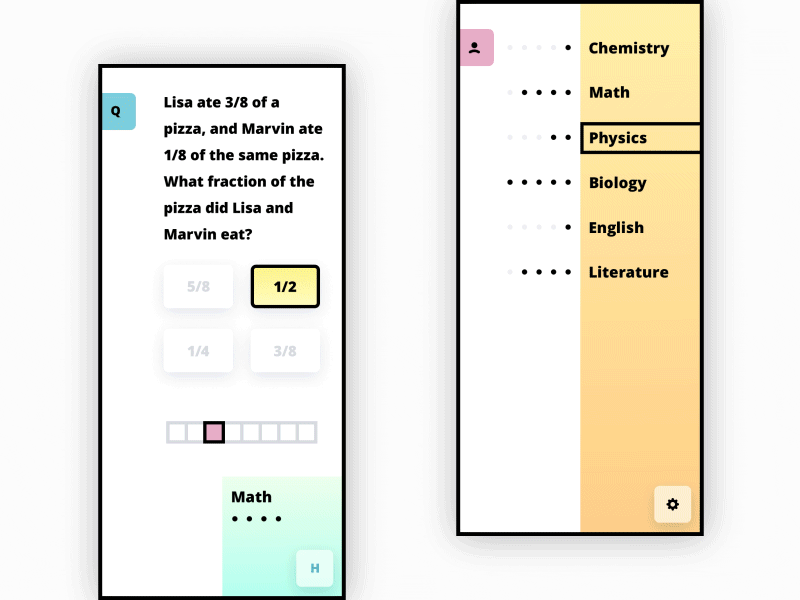 Q
Lisa ate 3/8 of a
pizza, and Marvin ate
1/8 of the same pizza.
What fraction of the
pizza did Lisa and
Marvin eat?
5/8
1/2
1/4
3/8
Math
H
Chemistry
Math
Physics
Biology
English
Literature